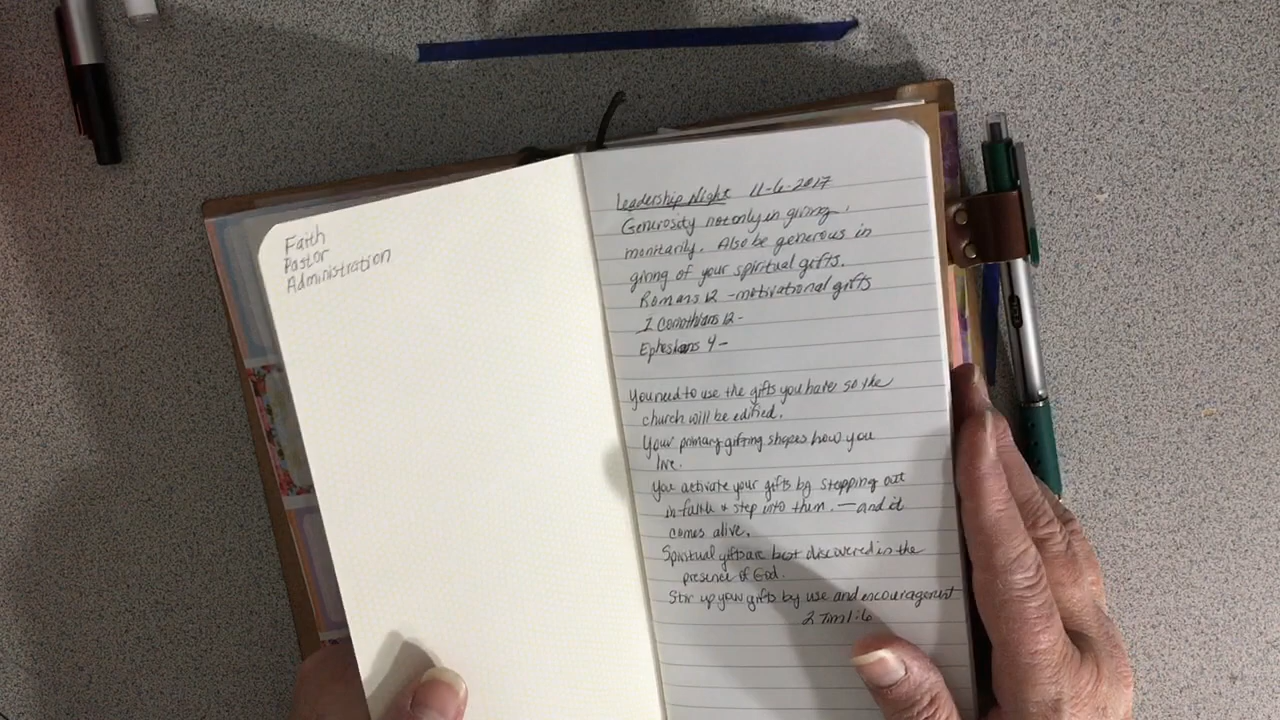 Faith
Pastor
Administration
Leadership Night 11-6-2017
Generosity not only in giving
monitarily. Also be generous in
giving of your spiritual gifts.
Romans 12 - motivational gifts
1 Corinthians 12 -
Ephesians 4 -
You need to use the gifts you have so the
church will be edified.
Your primary gifting shapes how you
live.
You activate your gifts by stepping out
in faith & step into them. — and it
comes alive.
Spiritual gifts are best discovered in the
presence of God.
Stir up your gifts by use and encouragement
2 Tim 1:6